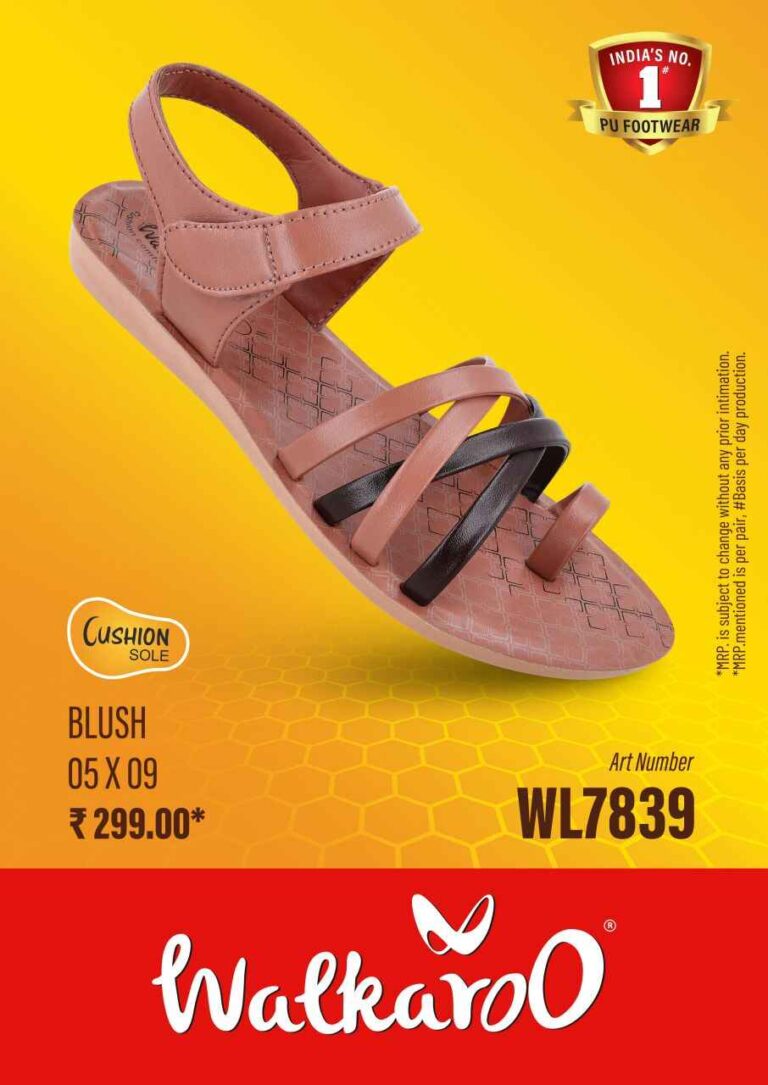 INDIA'S NO.
1#
PU FOOTWEAR
*MRP. is subject to change without any prior intimation.
*MRP.mentioned is per pair, #Basis per day production.
CUSHION
SOLE
BLUSH
05 X 09
₹ 299.00*
Art Number
WL7839
Walkaroo®